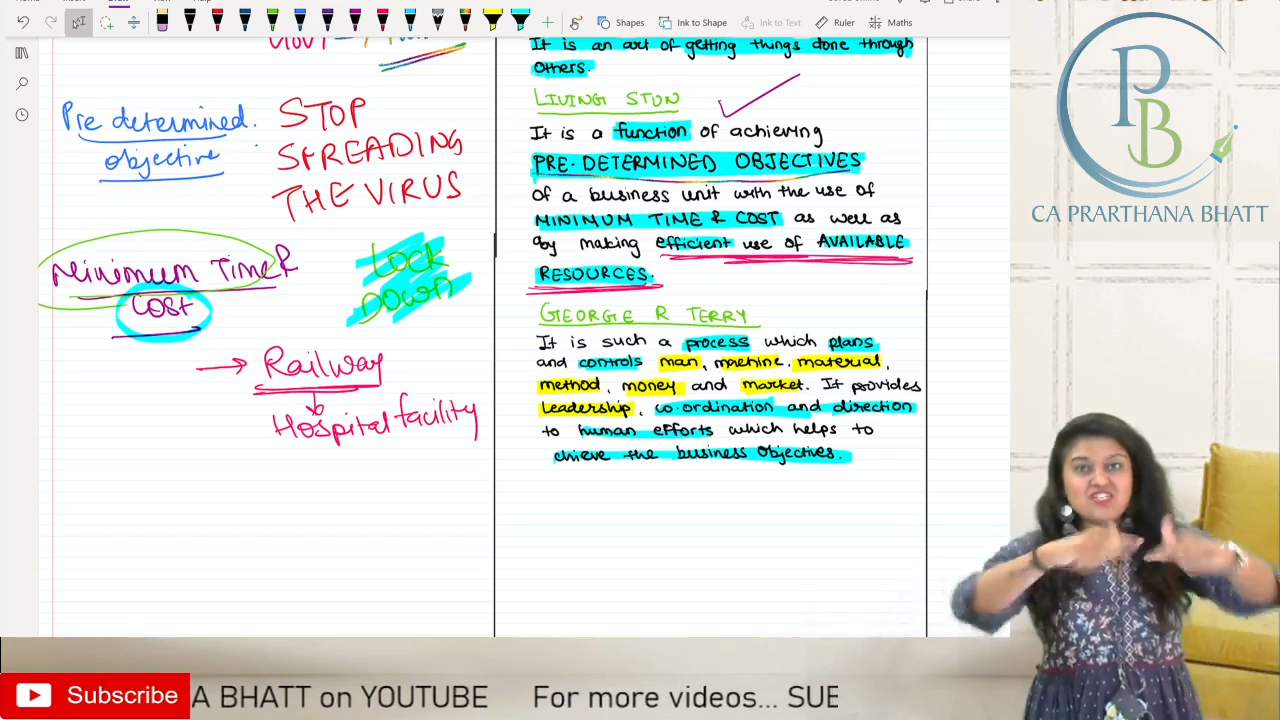 Shapes
Ink to Shape
Ink to Text
Ruler
Maths
Pre determined
objective
STOP
SPREADING
THE VIRUS
Minimum Time &
Cost
Lock
Down
→ Railway
Hospital facility
It is an art of getting things done through
others.
LIVING STON
It is a function of achieving
PRE-DETERMINED OBJECTIVES
of a business unit with the use of
MINIMUM TIME & COST as well as
by making efficient use of AVAILABLE
RESOURCES.
GEORGE R TERRY
It is such a process which plans
and controls man, machine, material,
method, money and market. It provides
leadership, co-ordination and direction
to human efforts which helps to
chieve the business objectives.
PB
CA PRARTHANA BHATT
Subscribe
A BHATT on YOUTUBE For more videos... SUB